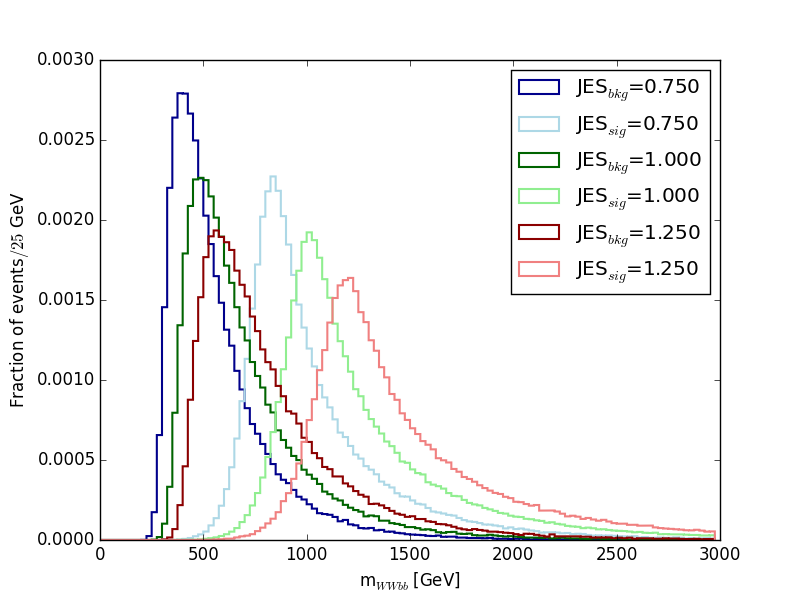 0.0030
0.0025
0.0020
0.0015
0.0010
0.0005
0.0000
Fraction of events/25 GeV
JES_bkg=0.750
JES_sig=0.750
JES_bkg=1.000
JES_sig=1.000
JES_bkg=1.250
JES_sig=1.250
0 500 1000 1500 2000 2500 3000
m_WWbb [GeV]